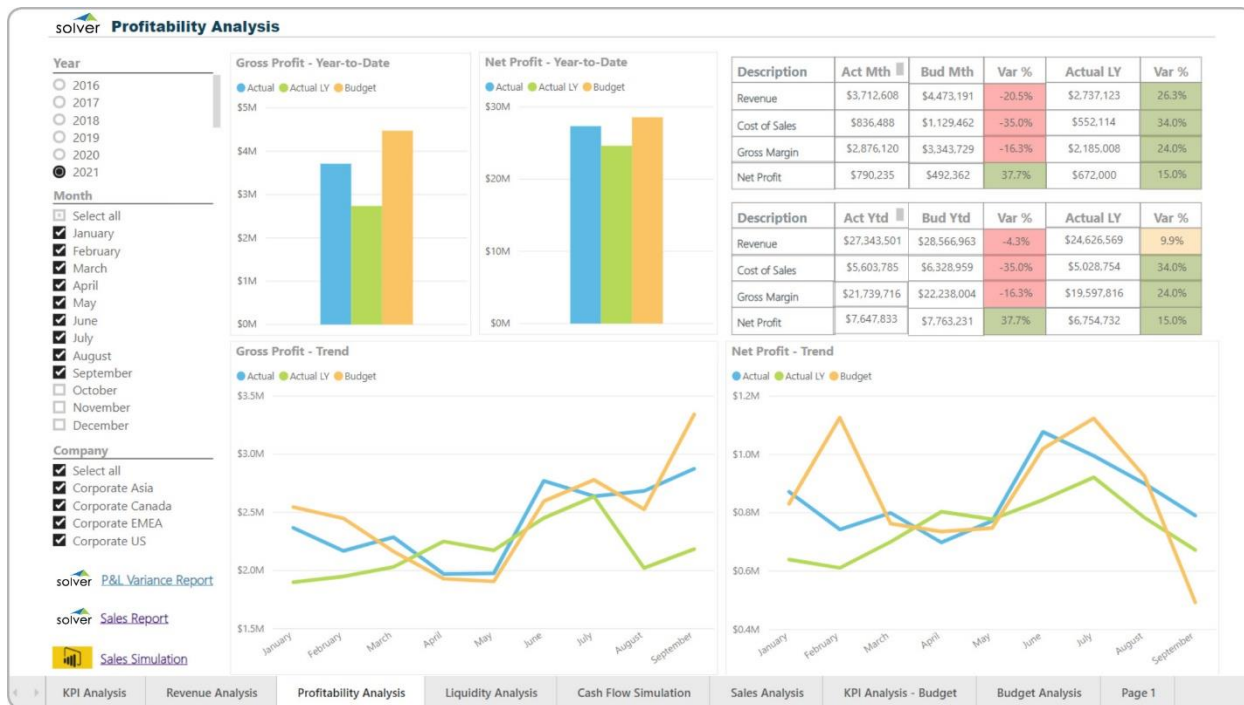 solver Profitability Analysis
Year
2016
2017
2018
2019
2020
2021
Month
Select all
January
February
March
April
May
June
July
August
September
October
November
December
Company
Select all
Corporate Asia
Corporate Canada
Corporate EMEA
Corporate US
solver P&L Variance Report
solver Sales Report
Sales Simulation
Gross Profit - Year-to-Date
Actual Actual LY Budget
$5M
$4M
$3M
$2M
$1M
$0M
Net Profit - Year-to-Date
Actual Actual LY Budget
$30M
$20M
$10M
$0M
Description Act Mth Bud Mth Var % Actual LY Var %
Revenue $3,712,608 $4,473,191 -20.5% $2,737,123 26.3%
Cost of Sales $836,488 $1,129,462 -35.0% $552,114 34.0%
Gross Margin $2,876,120 $3,343,729 -16.3% $2,185,008 24.0%
Net Profit $790,235 $492,362 37.7% $672,000 15.0%
Description Act Ytd Bud Ytd Var % Actual LY Var %
Revenue $27,343,501 $28,566,963 -4.3% $24,626,569 9.9%
Cost of Sales $5,603,785 $6,328,959 -35.0% $5,028,754 34.0%
Gross Margin $21,739,716 $22,238,004 -16.3% $19,597,816 24.0%
Net Profit $7,647,833 $7,763,231 37.7% $6,754,732 15.0%
Gross Profit - Trend
Actual Actual LY Budget
$3.5M
$3.0M
$2.5M
$2.0M
$1.5M
January February March April May June July August September
Net Profit - Trend
Actual Actual LY Budget
$1.2M
$1.0M
$0.8M
$0.6M
$0.4M
January February March April May June July August September
KPI Analysis Revenue Analysis Profitability Analysis Liquidity Analysis Cash Flow Simulation Sales Analysis KPI Analysis - Budget Budget Analysis Page 1